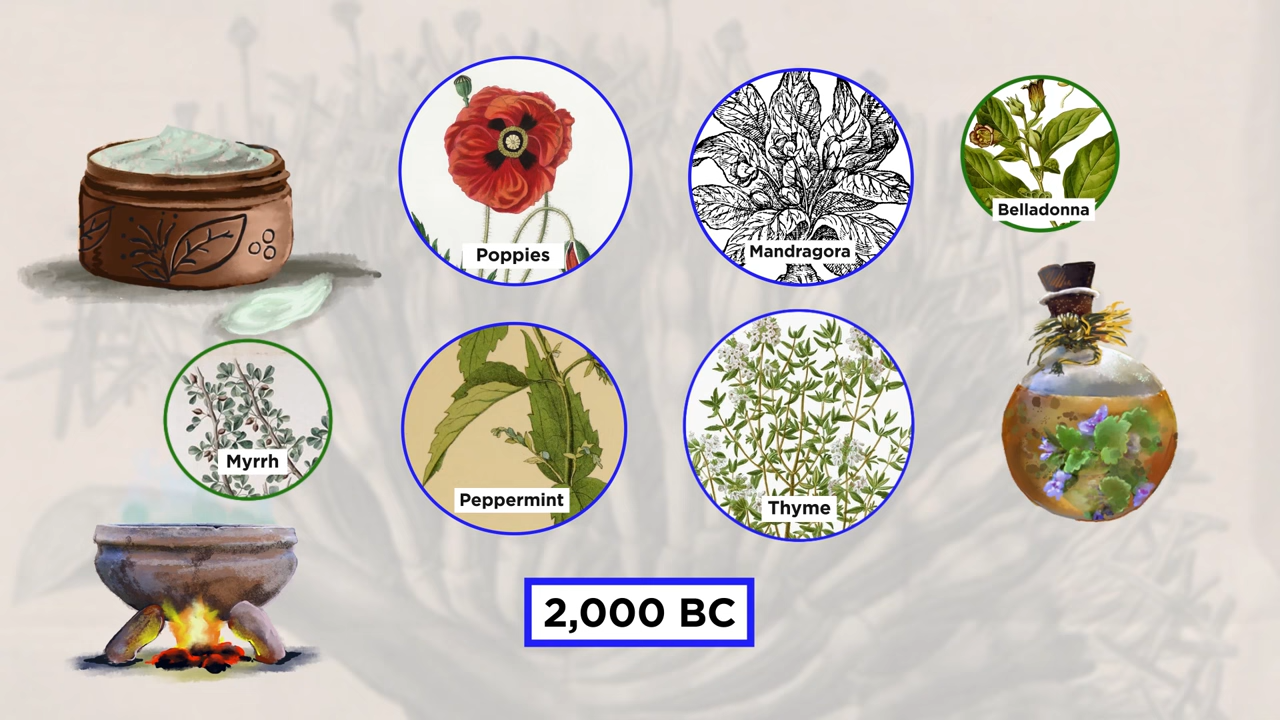 Poppies
Mandragora
Belladonna
Myrrh
Peppermint
Thyme
2,000 BC